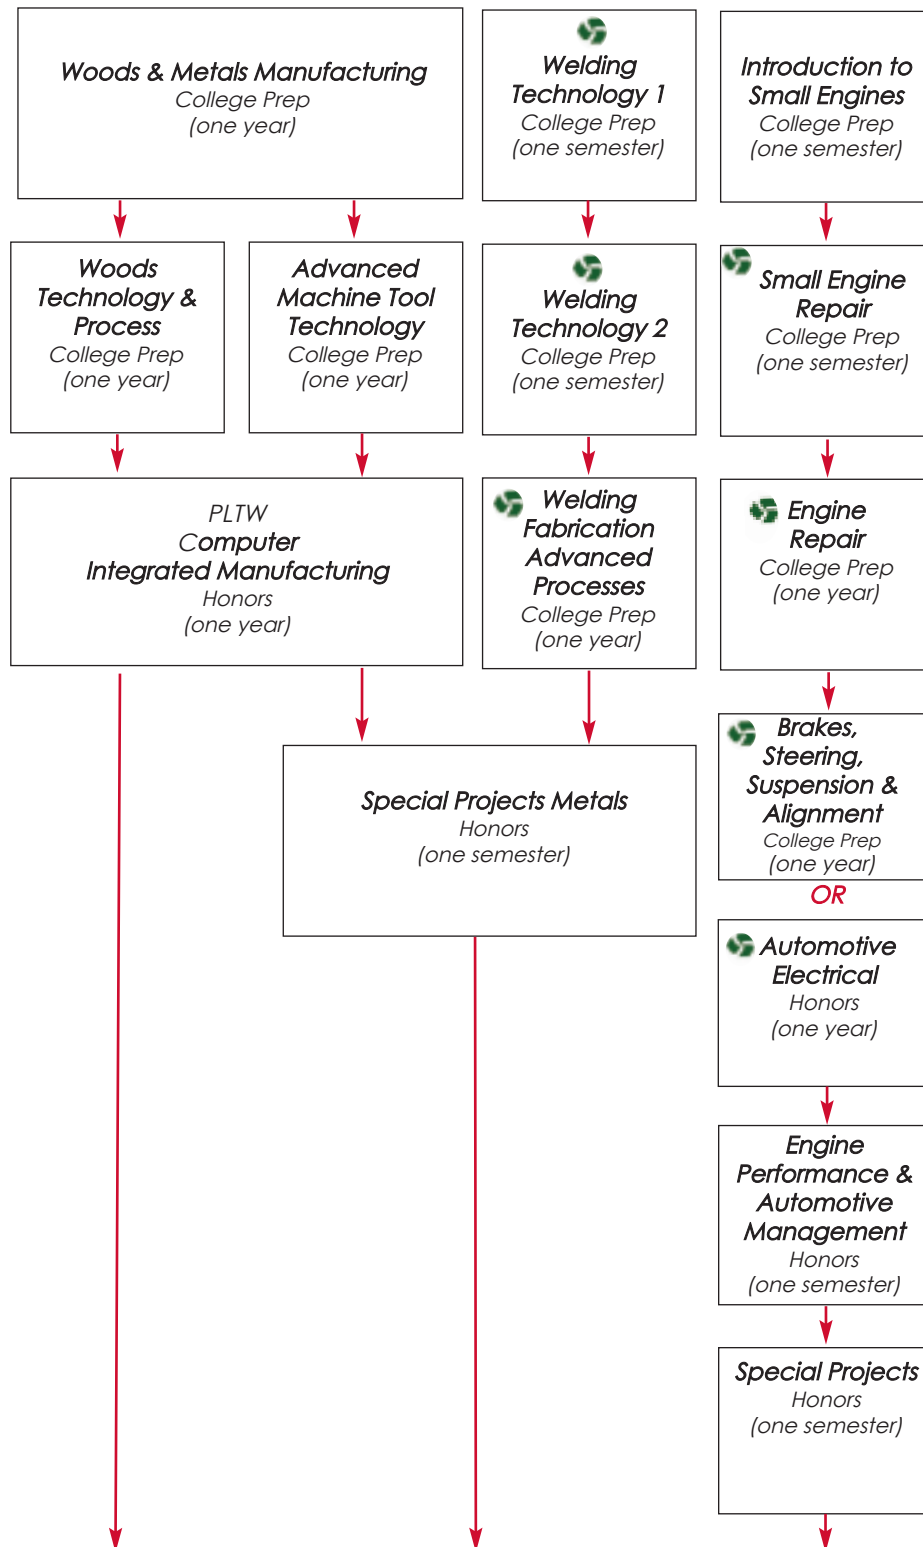 Woods & Metals Manufacturing
College Prep
(one year)
Welding
Technology 1
College Prep
(one semester)
Introduction to
Small Engines
College Prep
(one semester)
Woods
Technology &
Process
College Prep
(one year)
Advanced
Machine Tool
Technology
College Prep
(one year)
Welding
Technology 2
College Prep
(one semester)
Small Engine
Repair
College Prep
(one semester)
PLTW
Computer
Integrated Manufacturing
Honors
(one year)
Welding
Fabrication
Advanced
Processes
College Prep
(one year)
Engine
Repair
College Prep
(one year)
Special Projects Metals
Honors
(one semester)
Brakes,
Steering,
Suspension &
Alignment
College Prep
(one year)
OR
Automotive
Electrical
Honors
(one year)
Engine
Performance &
Automotive
Management
Honors
(one semester)
Special Projects
Honors
(one semester)